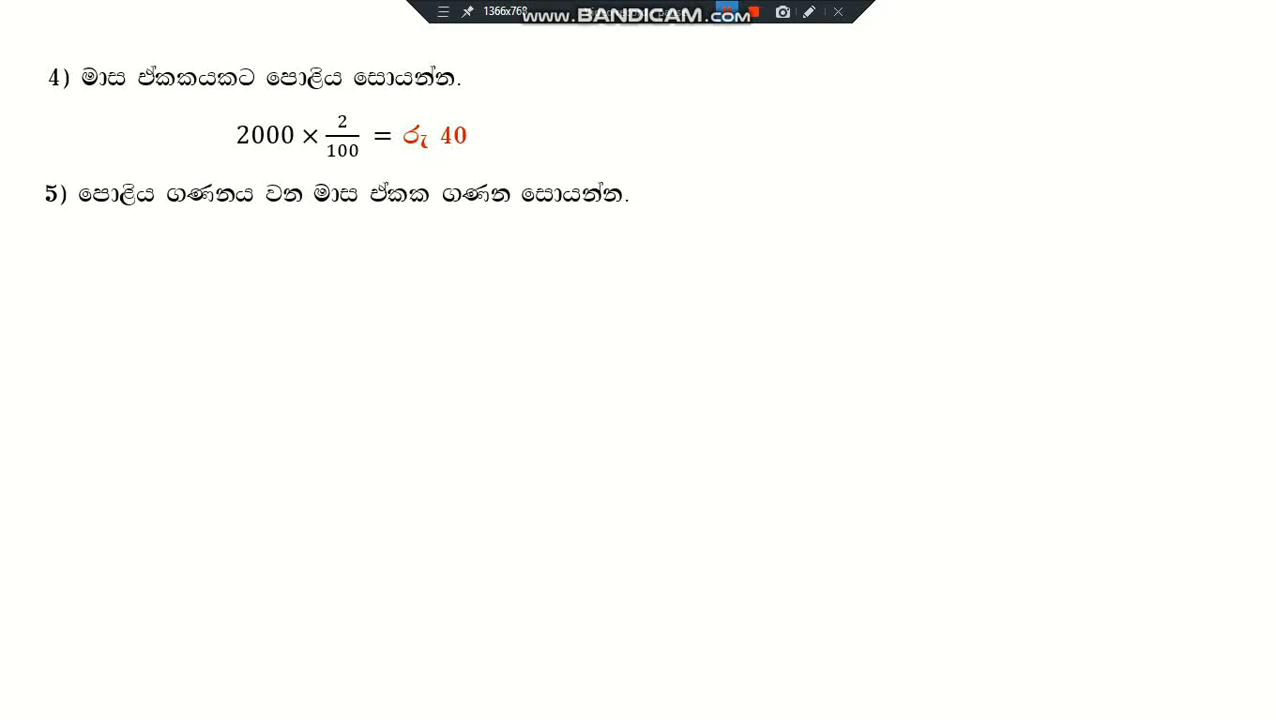 1366x768
www.BANDICAM.COM
4) මාස ඒකකයකට පොළිය සොයන්න.
2000 × 2/100 = රු 40
5) පොළිය ගණනය වන මාස ඒකක ගණන සොයන්න.